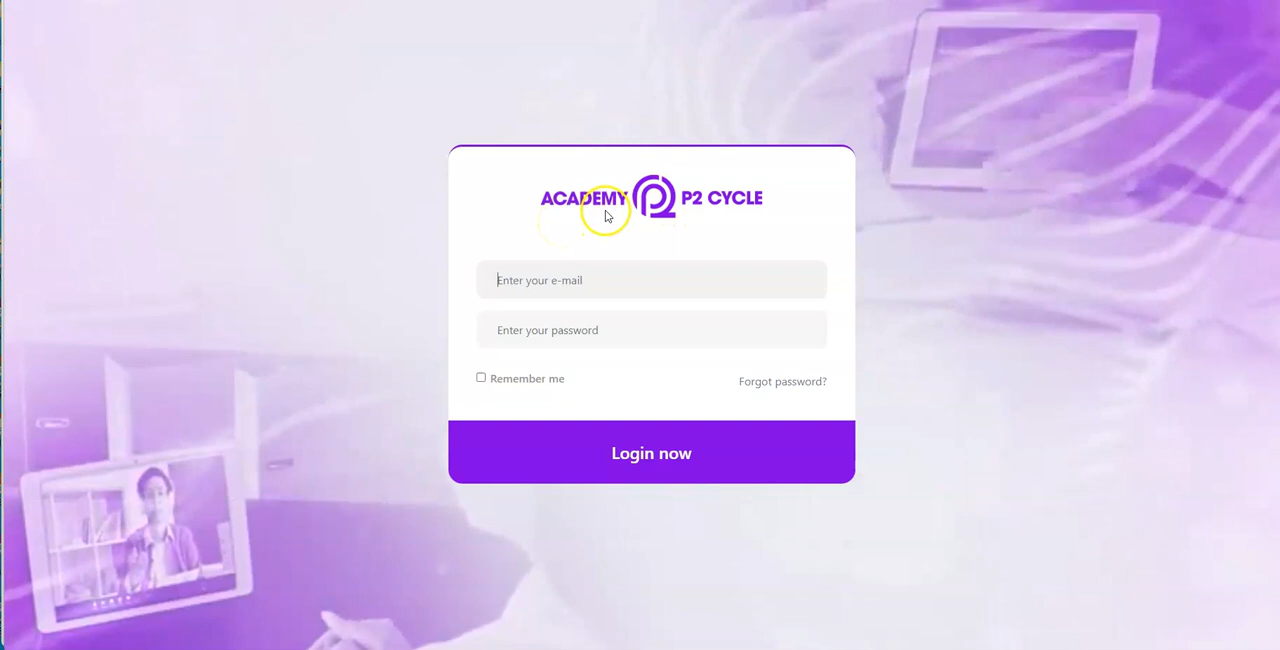 ACADEMY P2 CYCLE
Enter your e-mail
Enter your password
Remember me
Forgot password?
Login now